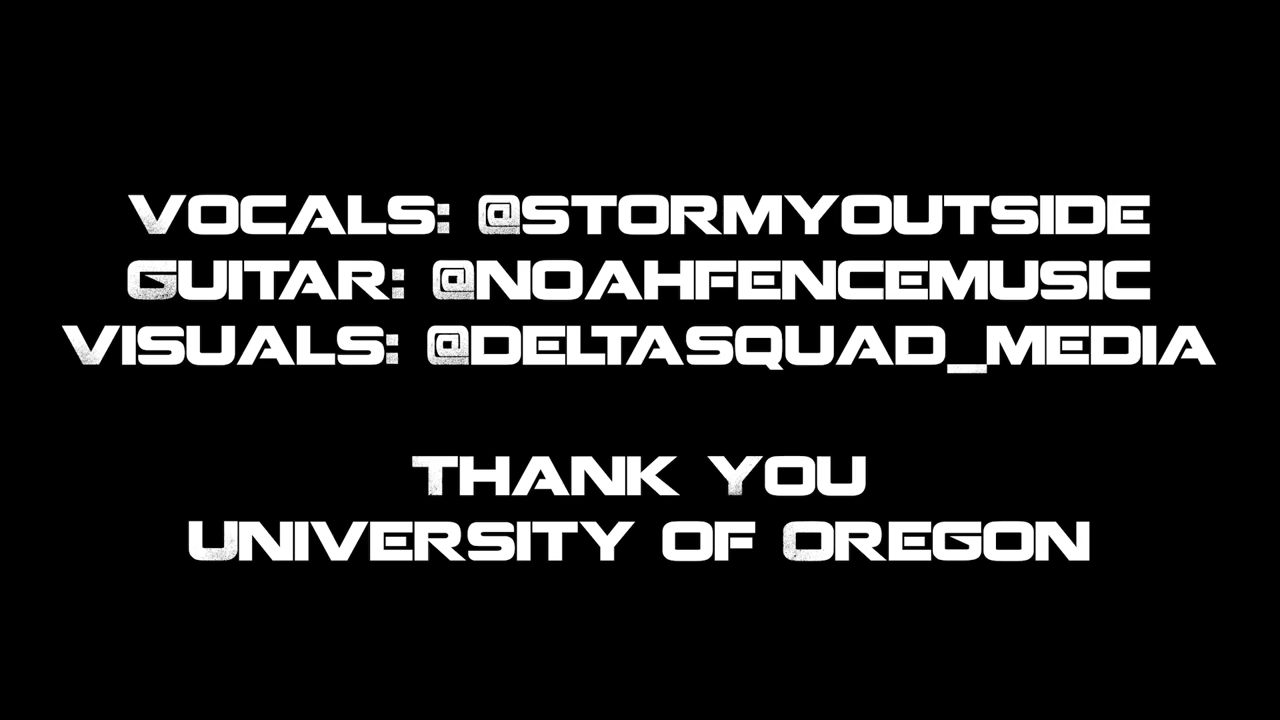 VOCALS: @STORMYOUTSIDE
GUITAR: @NOAHFENCEMUSIC
VISUALS: @DELTASQUAD_MEDIA
THANK YOU
UNIVERSITY OF OREGON